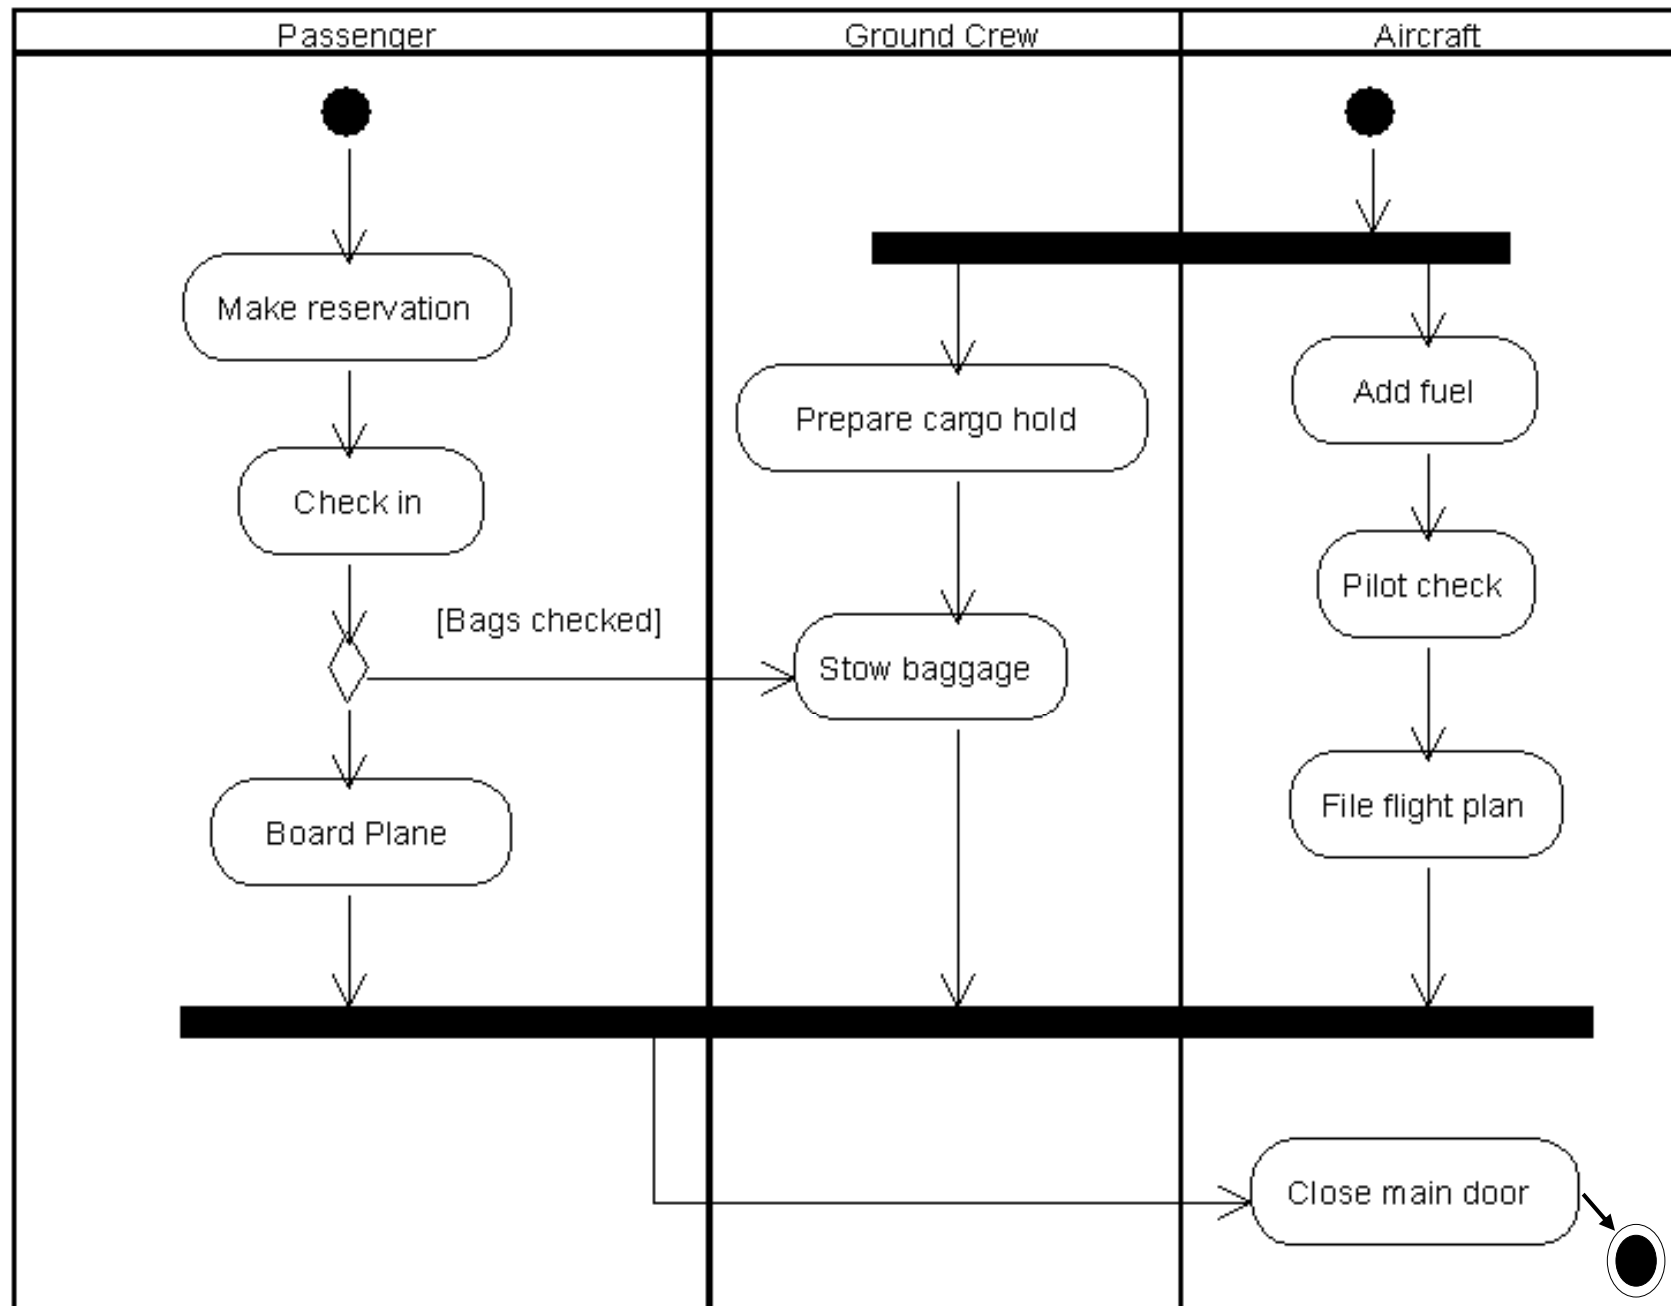 Passenger
Ground Crew
Aircraft
Make reservation
Add fuel
Prepare cargo hold
Check in
Pilot check
[Bags checked]
Stow baggage
File flight plan
Board Plane
Close main door